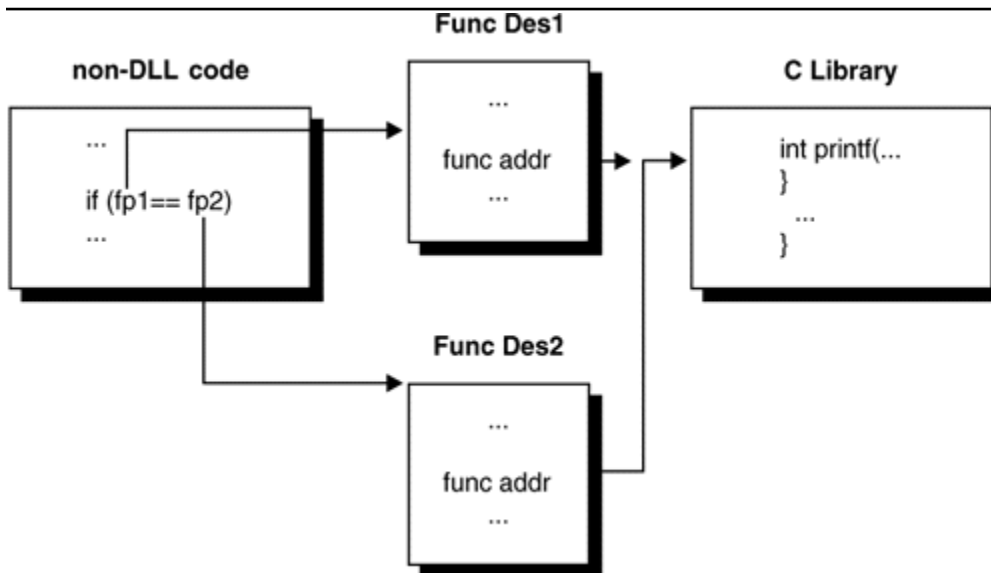 Func Des1
non-DLL code
C Library
...
if (fp1== fp2)
...
...
func addr
...
int printf(...
}
...
}
Func Des2
...
func addr
...